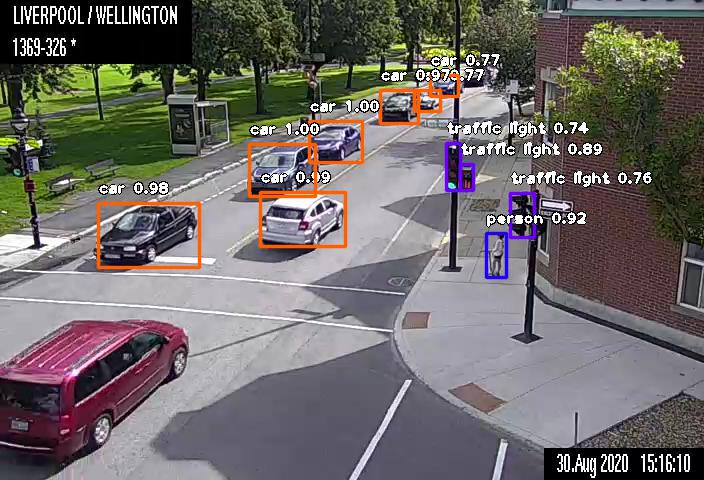 LIVERPOOL / WELLINGTON
1369-326 *
car 0.77
car 0.97
0.77
car 1.00
car 1.00
traffic light 0.74
traffic light 0.89
car 0.99
traffic light 0.76
car 0.98
person 0.92
30.Aug 2020 15:16:10